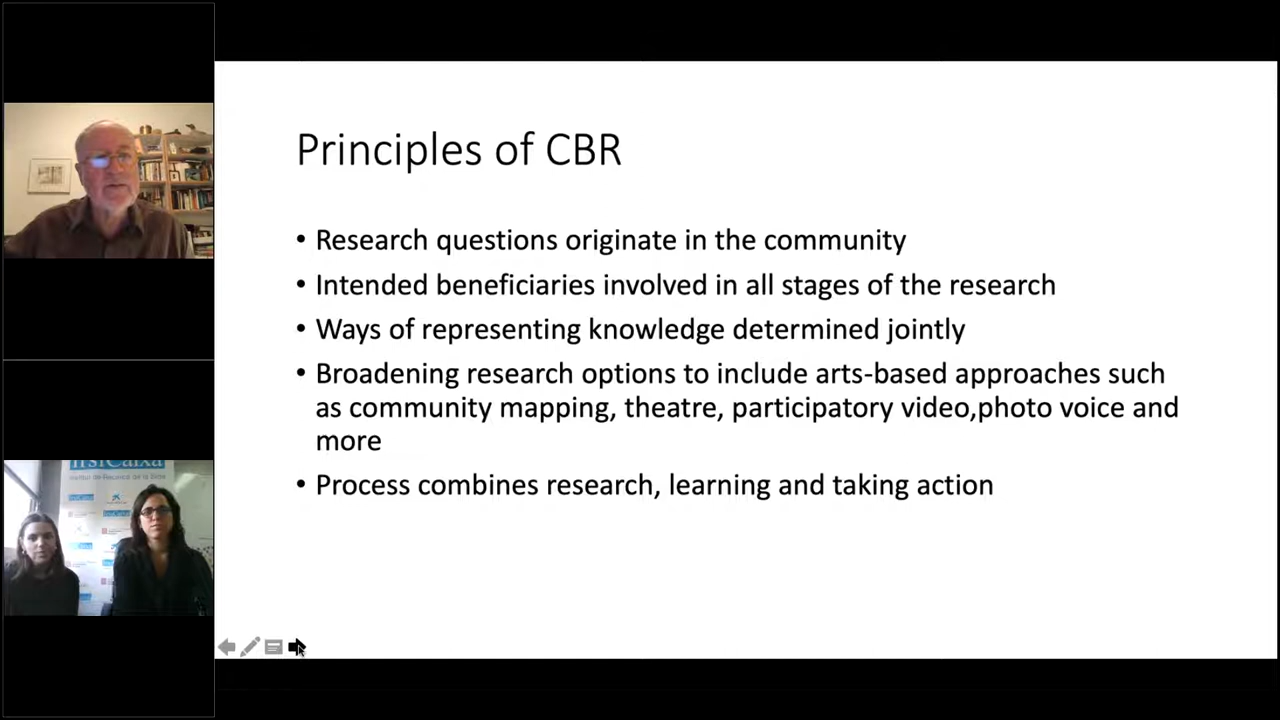 Principles of CBR
• Research questions originate in the community
• Intended beneficiaries involved in all stages of the research
• Ways of representing knowledge determined jointly
• Broadening research options to include arts-based approaches such
as community mapping, theatre, participatory video,photo voice and
more
• Process combines research, learning and taking action
IrsiCaixa